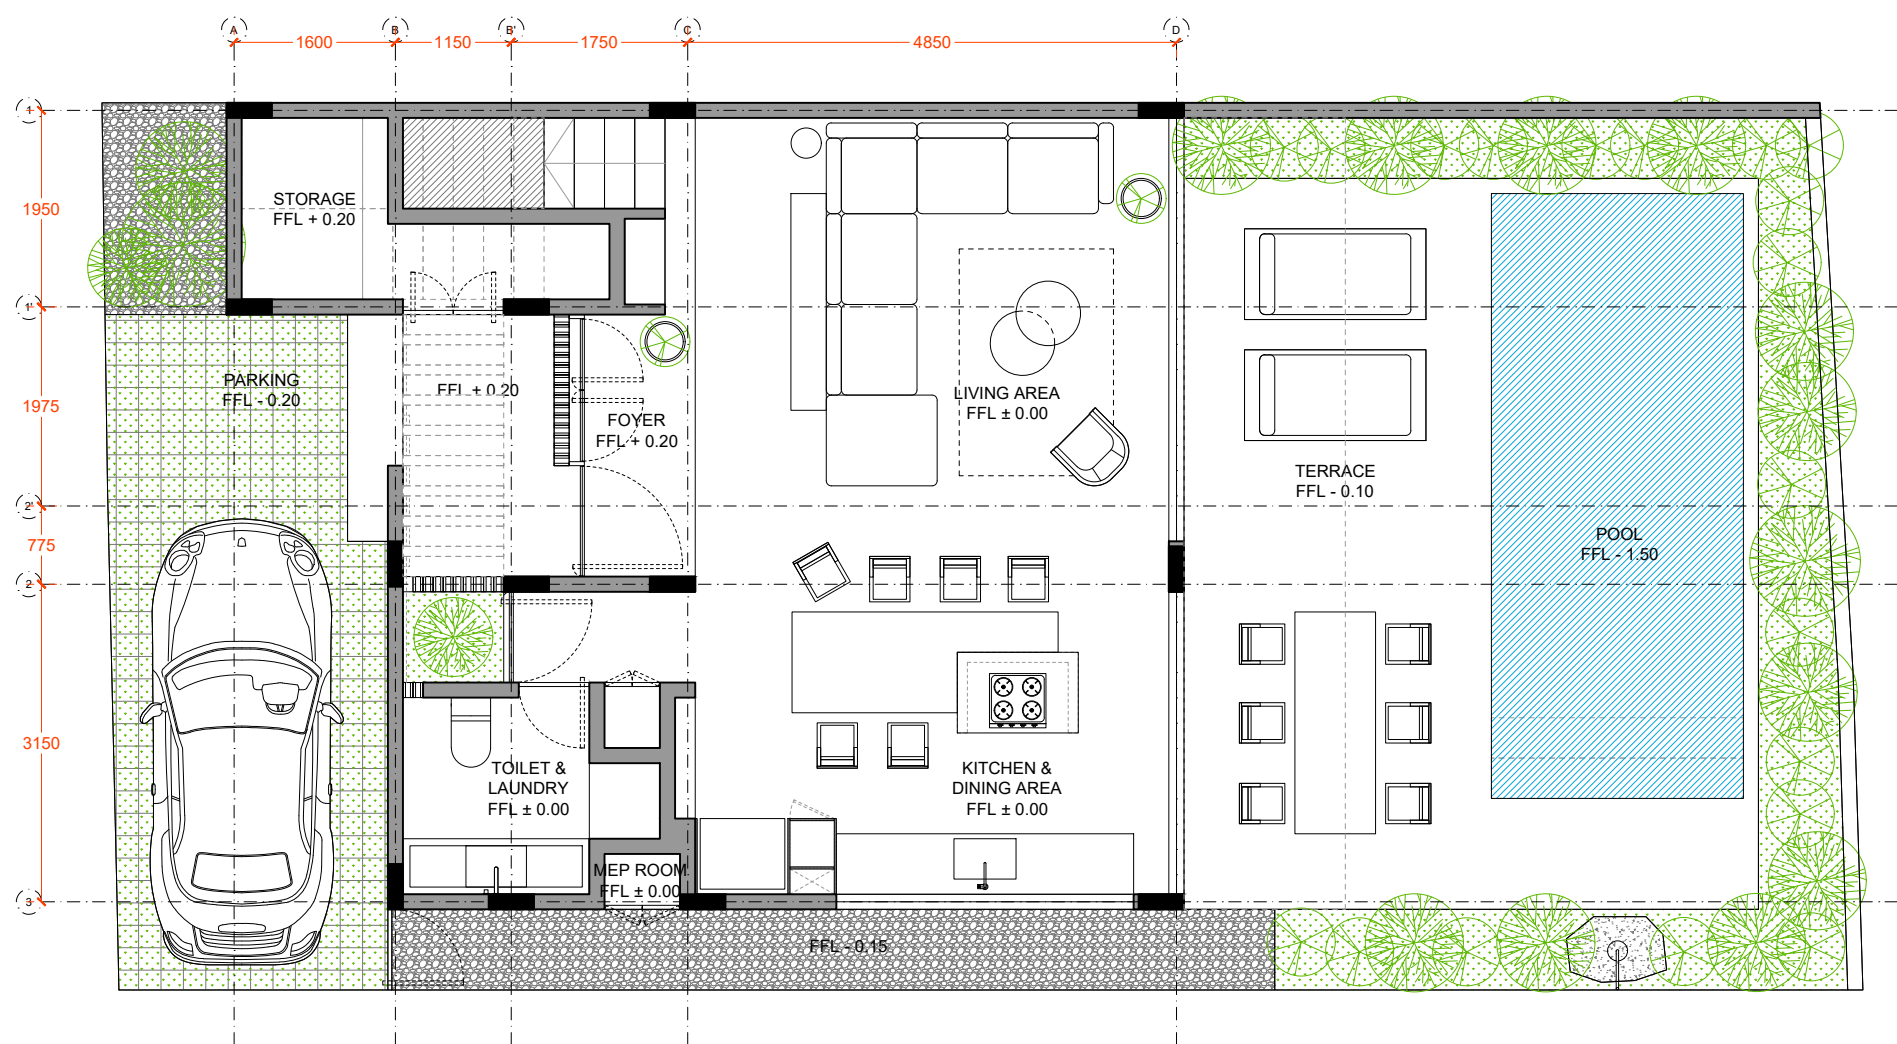 A
B
B'
C
D
1600
1150
1750
4850
1
1'
2'
2
3
1950
1975
775
3150
STORAGE
FFL + 0.20
PARKING
FFL - 0.20
FFL + 0.20
FOYER
FFL + 0.20
LIVING AREA
FFL ± 0.00
TERRACE
FFL - 0.10
POOL
FFL - 1.50
TOILET &
LAUNDRY
FFL ± 0.00
KITCHEN &
DINING AREA
FFL ± 0.00
MEP ROOM
FFL ± 0.00
FFL - 0.15